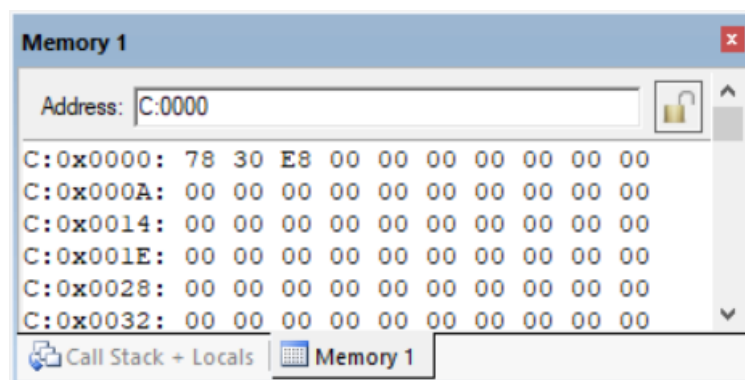 Memory 1
x
Address: C:0000
C:0x0000: 78 30 E8 00 00 00 00 00 00 00
C:0x000A: 00 00 00 00 00 00 00 00 00 00
C:0x0014: 00 00 00 00 00 00 00 00 00 00
C:0x001E: 00 00 00 00 00 00 00 00 00 00
C:0x0028: 00 00 00 00 00 00 00 00 00 00
C:0x0032: 00 00 00 00 00 00 00 00 00 00
Call Stack + Locals Memory 1